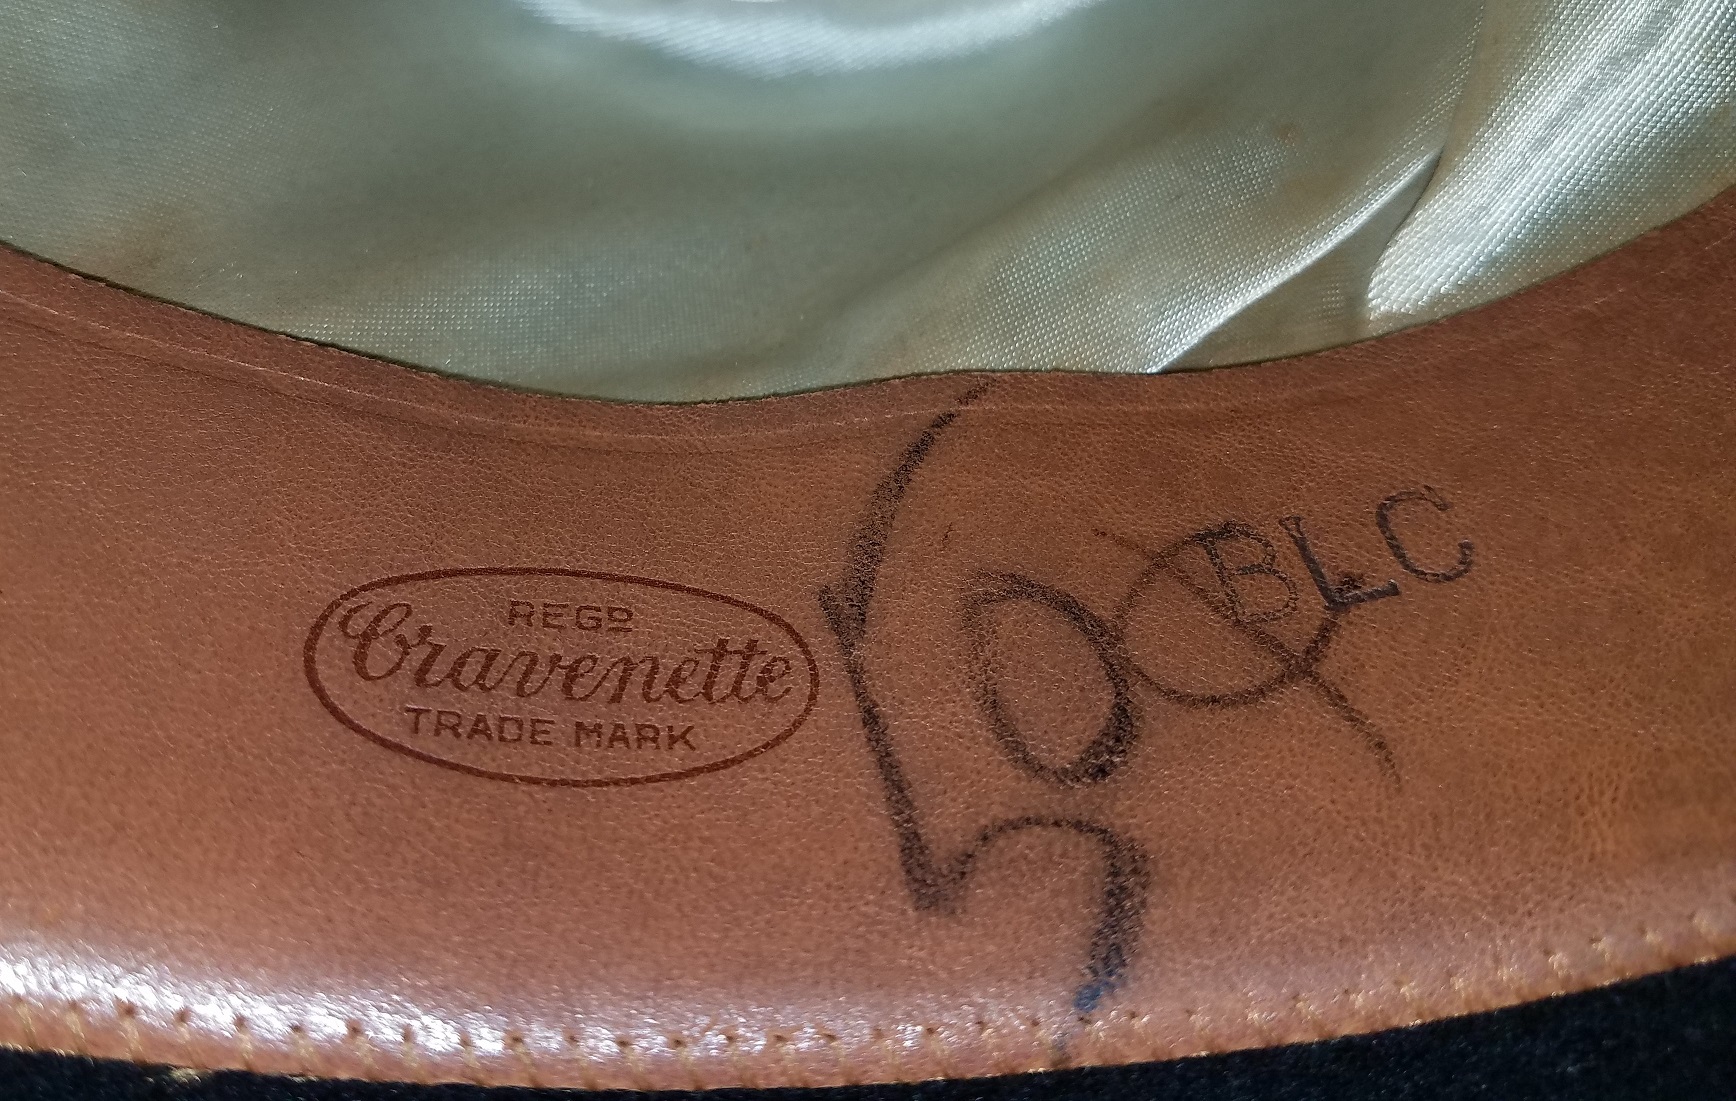 REGD
Cravenette
TRADE MARK
BLC